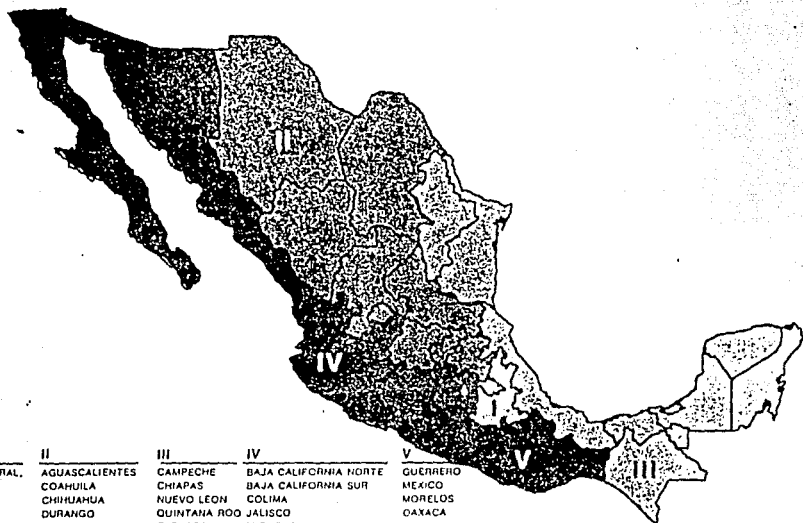 II
IV
I
V
III
RAL. II III IV V
AGUASCALIENTES CAMPECHE BAJA CALIFORNIA NORTE GUERRERO
COAHUILA CHIAPAS BAJA CALIFORNIA SUR MEXICO
CHIHUAHUA NUEVO LEON COLIMA MORELOS
DURANGO QUINTANA ROO JALISCO OAXACA